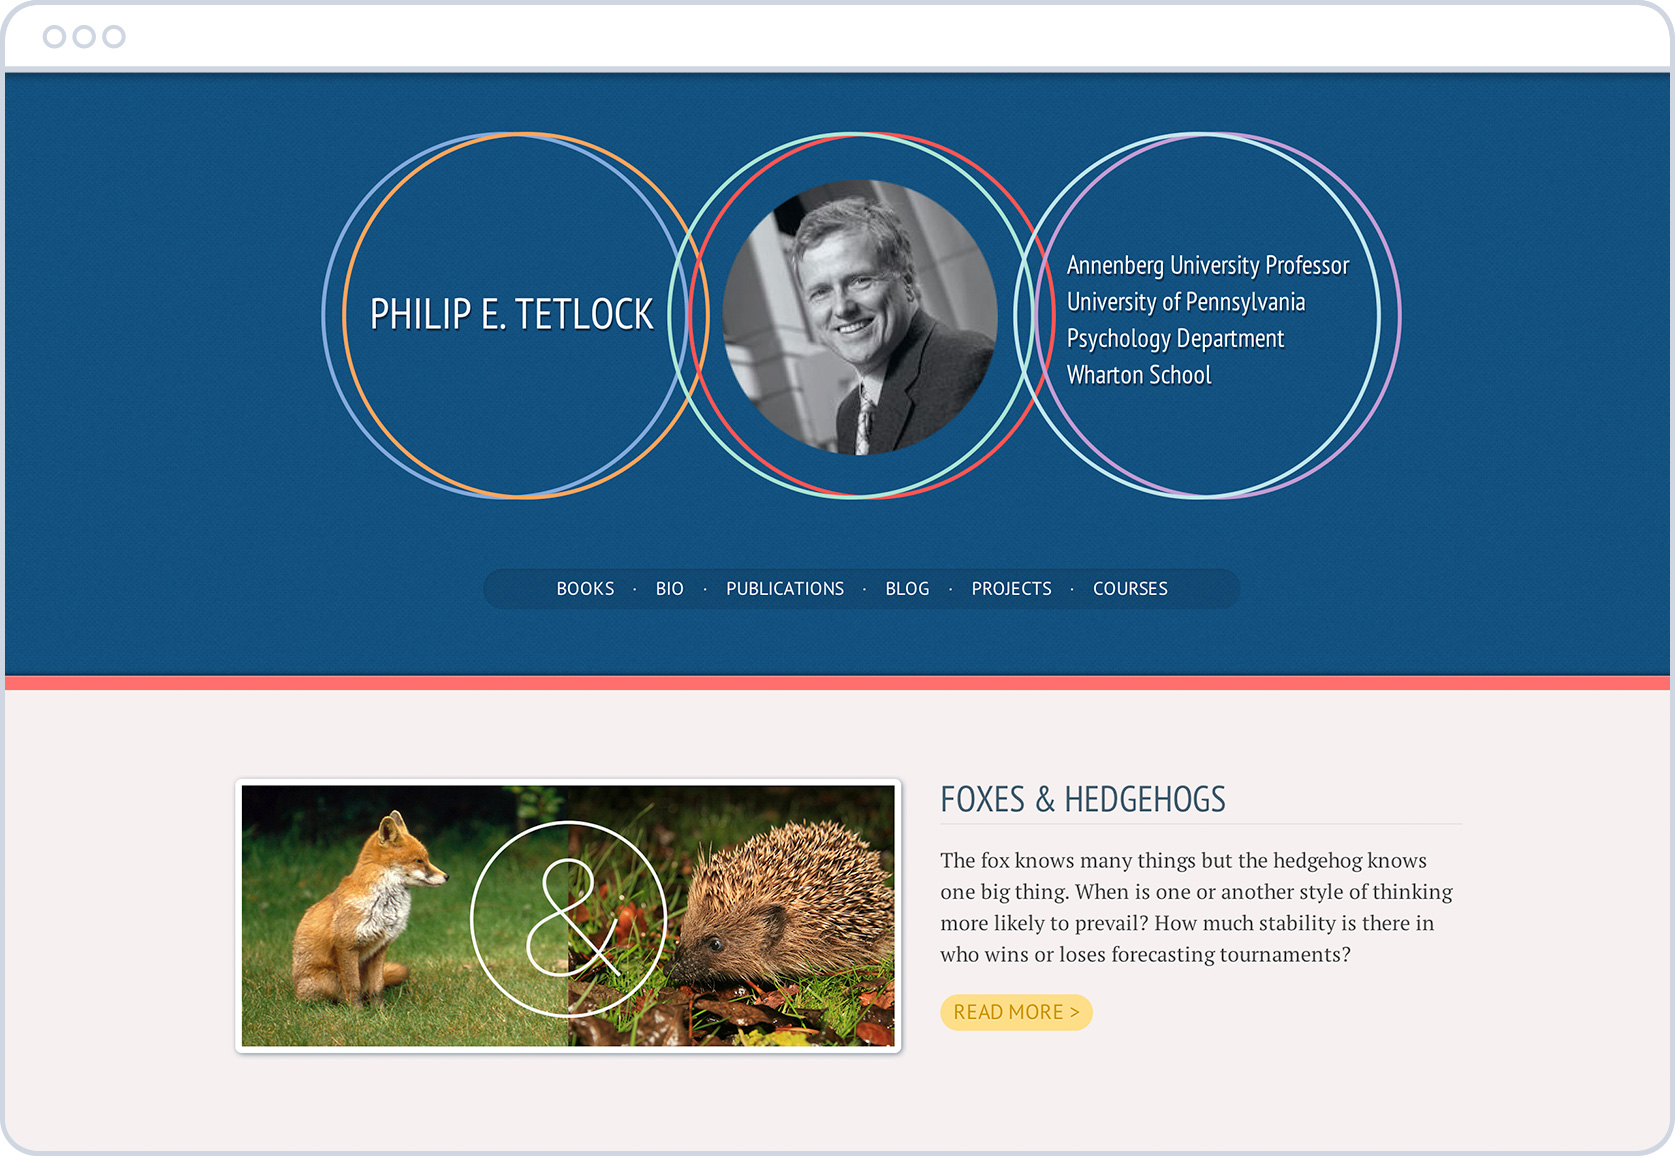 PHILIP E. TETLOCK
Annenberg University Professor
University of Pennsylvania
Psychology Department
Wharton School
BOOKS · BIO · PUBLICATIONS · BLOG · PROJECTS · COURSES
&
FOXES & HEDGEHOGS
The fox knows many things but the hedgehog knows
one big thing. When is one or another style of thinking
more likely to prevail? How much stability is there in
who wins or loses forecasting tournaments?
READ MORE >